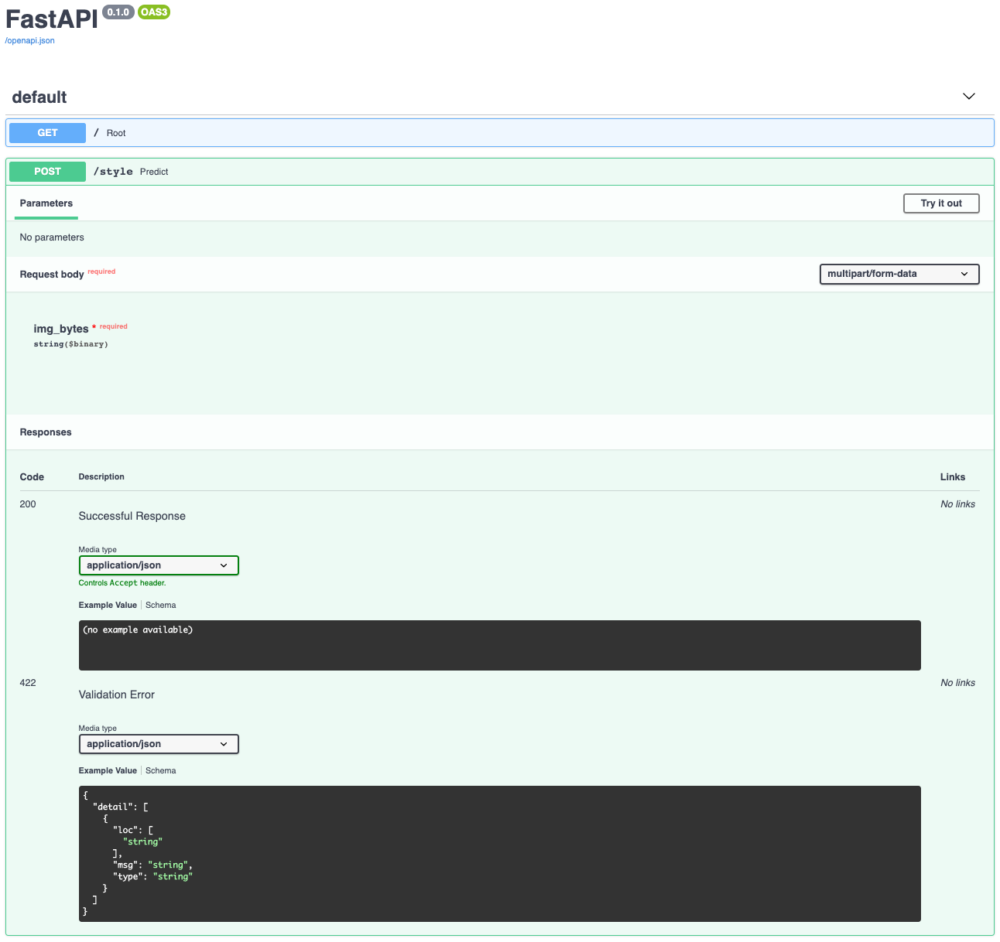 FastAPI 0.1.0 OAS3
/openapi.json
default
GET / Root
POST /style Predict
Parameters Try it out
No parameters
Request body required multipart/form-data
img_bytes * required
string($binary)
Responses
Code Description Links
200 No links
Successful Response
Media type
application/json
Controls Accept header.
Example Value Schema
(no example available)
422 No links
Validation Error
Media type
application/json
Example Value Schema
{
  "detail": [
    {
      "loc": [
        "string"
      ],
      "msg": "string",
      "type": "string"
    }
  ]
}